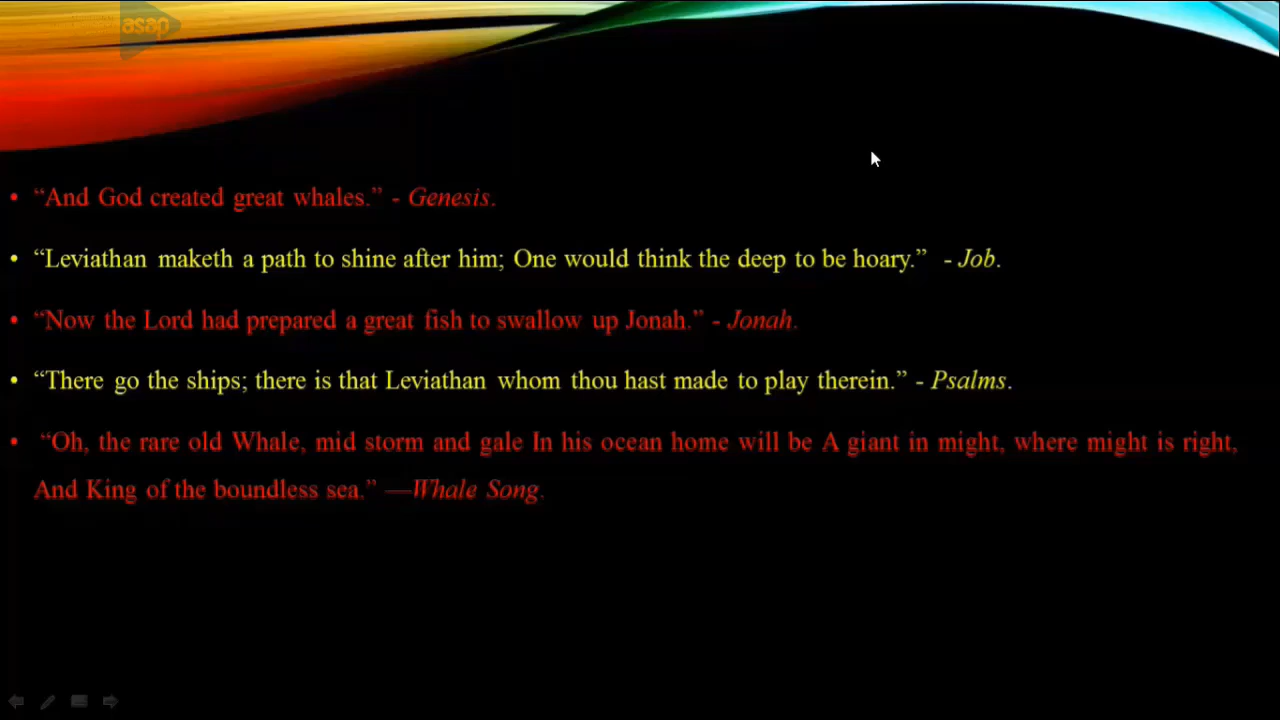 asap
• “And God created great whales.” - Genesis.
• “Leviathan maketh a path to shine after him; One would think the deep to be hoary.” - Job.
• “Now the Lord had prepared a great fish to swallow up Jonah.” - Jonah.
• “There go the ships; there is that Leviathan whom thou hast made to play therein.” - Psalms.
• “Oh, the rare old Whale, mid storm and gale In his ocean home will be A giant in might, where might is right,
And King of the boundless sea.” —Whale Song.